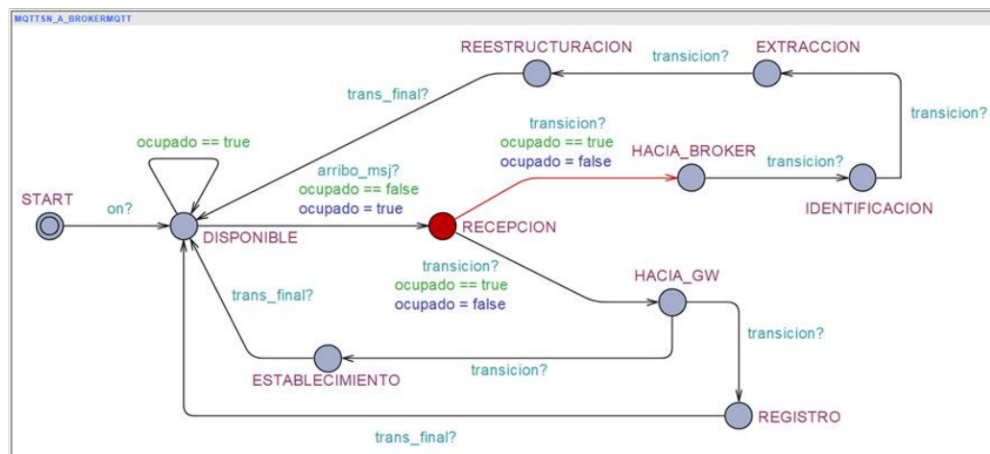 MQTTSN_A_BROKERMQTT
REESTRUCTURACION
EXTRACCION
transicion?
trans_final?
transicion?
ocupado == true
transicion?
ocupado == true
ocupado = false
HACIA_BROKER
transicion?
arribo_msj?
ocupado == false
ocupado = true
START
on?
DISPONIBLE
RECEPCION
IDENTIFICACION
transicion?
ocupado == true
ocupado = false
HACIA_GW
trans_final?
transicion?
transicion?
ESTABLECIMIENTO
REGISTRO
trans_final?